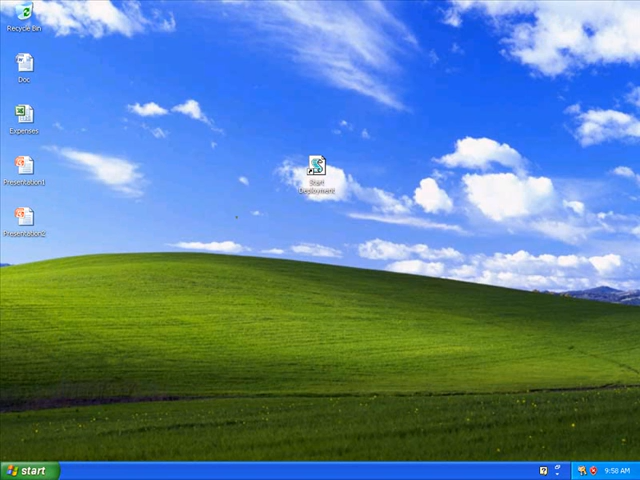 Recycle Bin
Doc
Expenses
Presentation1
Presentation2
Start
Deployment
start
9:58 AM